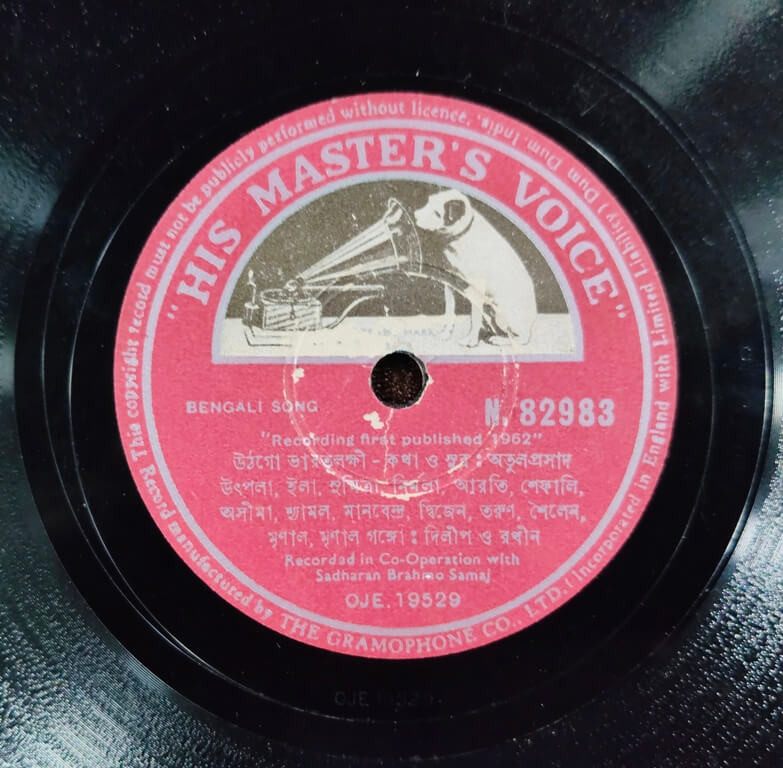 This copyright record must not be publicly performed without licence.
"HIS MASTER'S VOICE"
BENGALI SONG
N. 82983
"Recording first published 1962"
উঠগো ভারতলক্ষী - কথা ও সুর : অতুলপ্রসাদ
উৎপলা, ইলা, সুমিত্রা, নির্মলা, আরতি, শেফালি,
অসীমা, শ্যামল, মানবেন্দ্র, দ্বিজেন, তরুণ, শৈলেন,
মৃণাল, মৃণাল গঙ্গো : দিলীপ ও রথীন
Recorded in Co-Operation with
Sadharan Brahmo Samaj
OJE. 19529
Record manufactured by THE GRAMOPHONE CO., LTD. (Incorporated in England with Limited Liability) Dum Dum. India.
OJE 19529